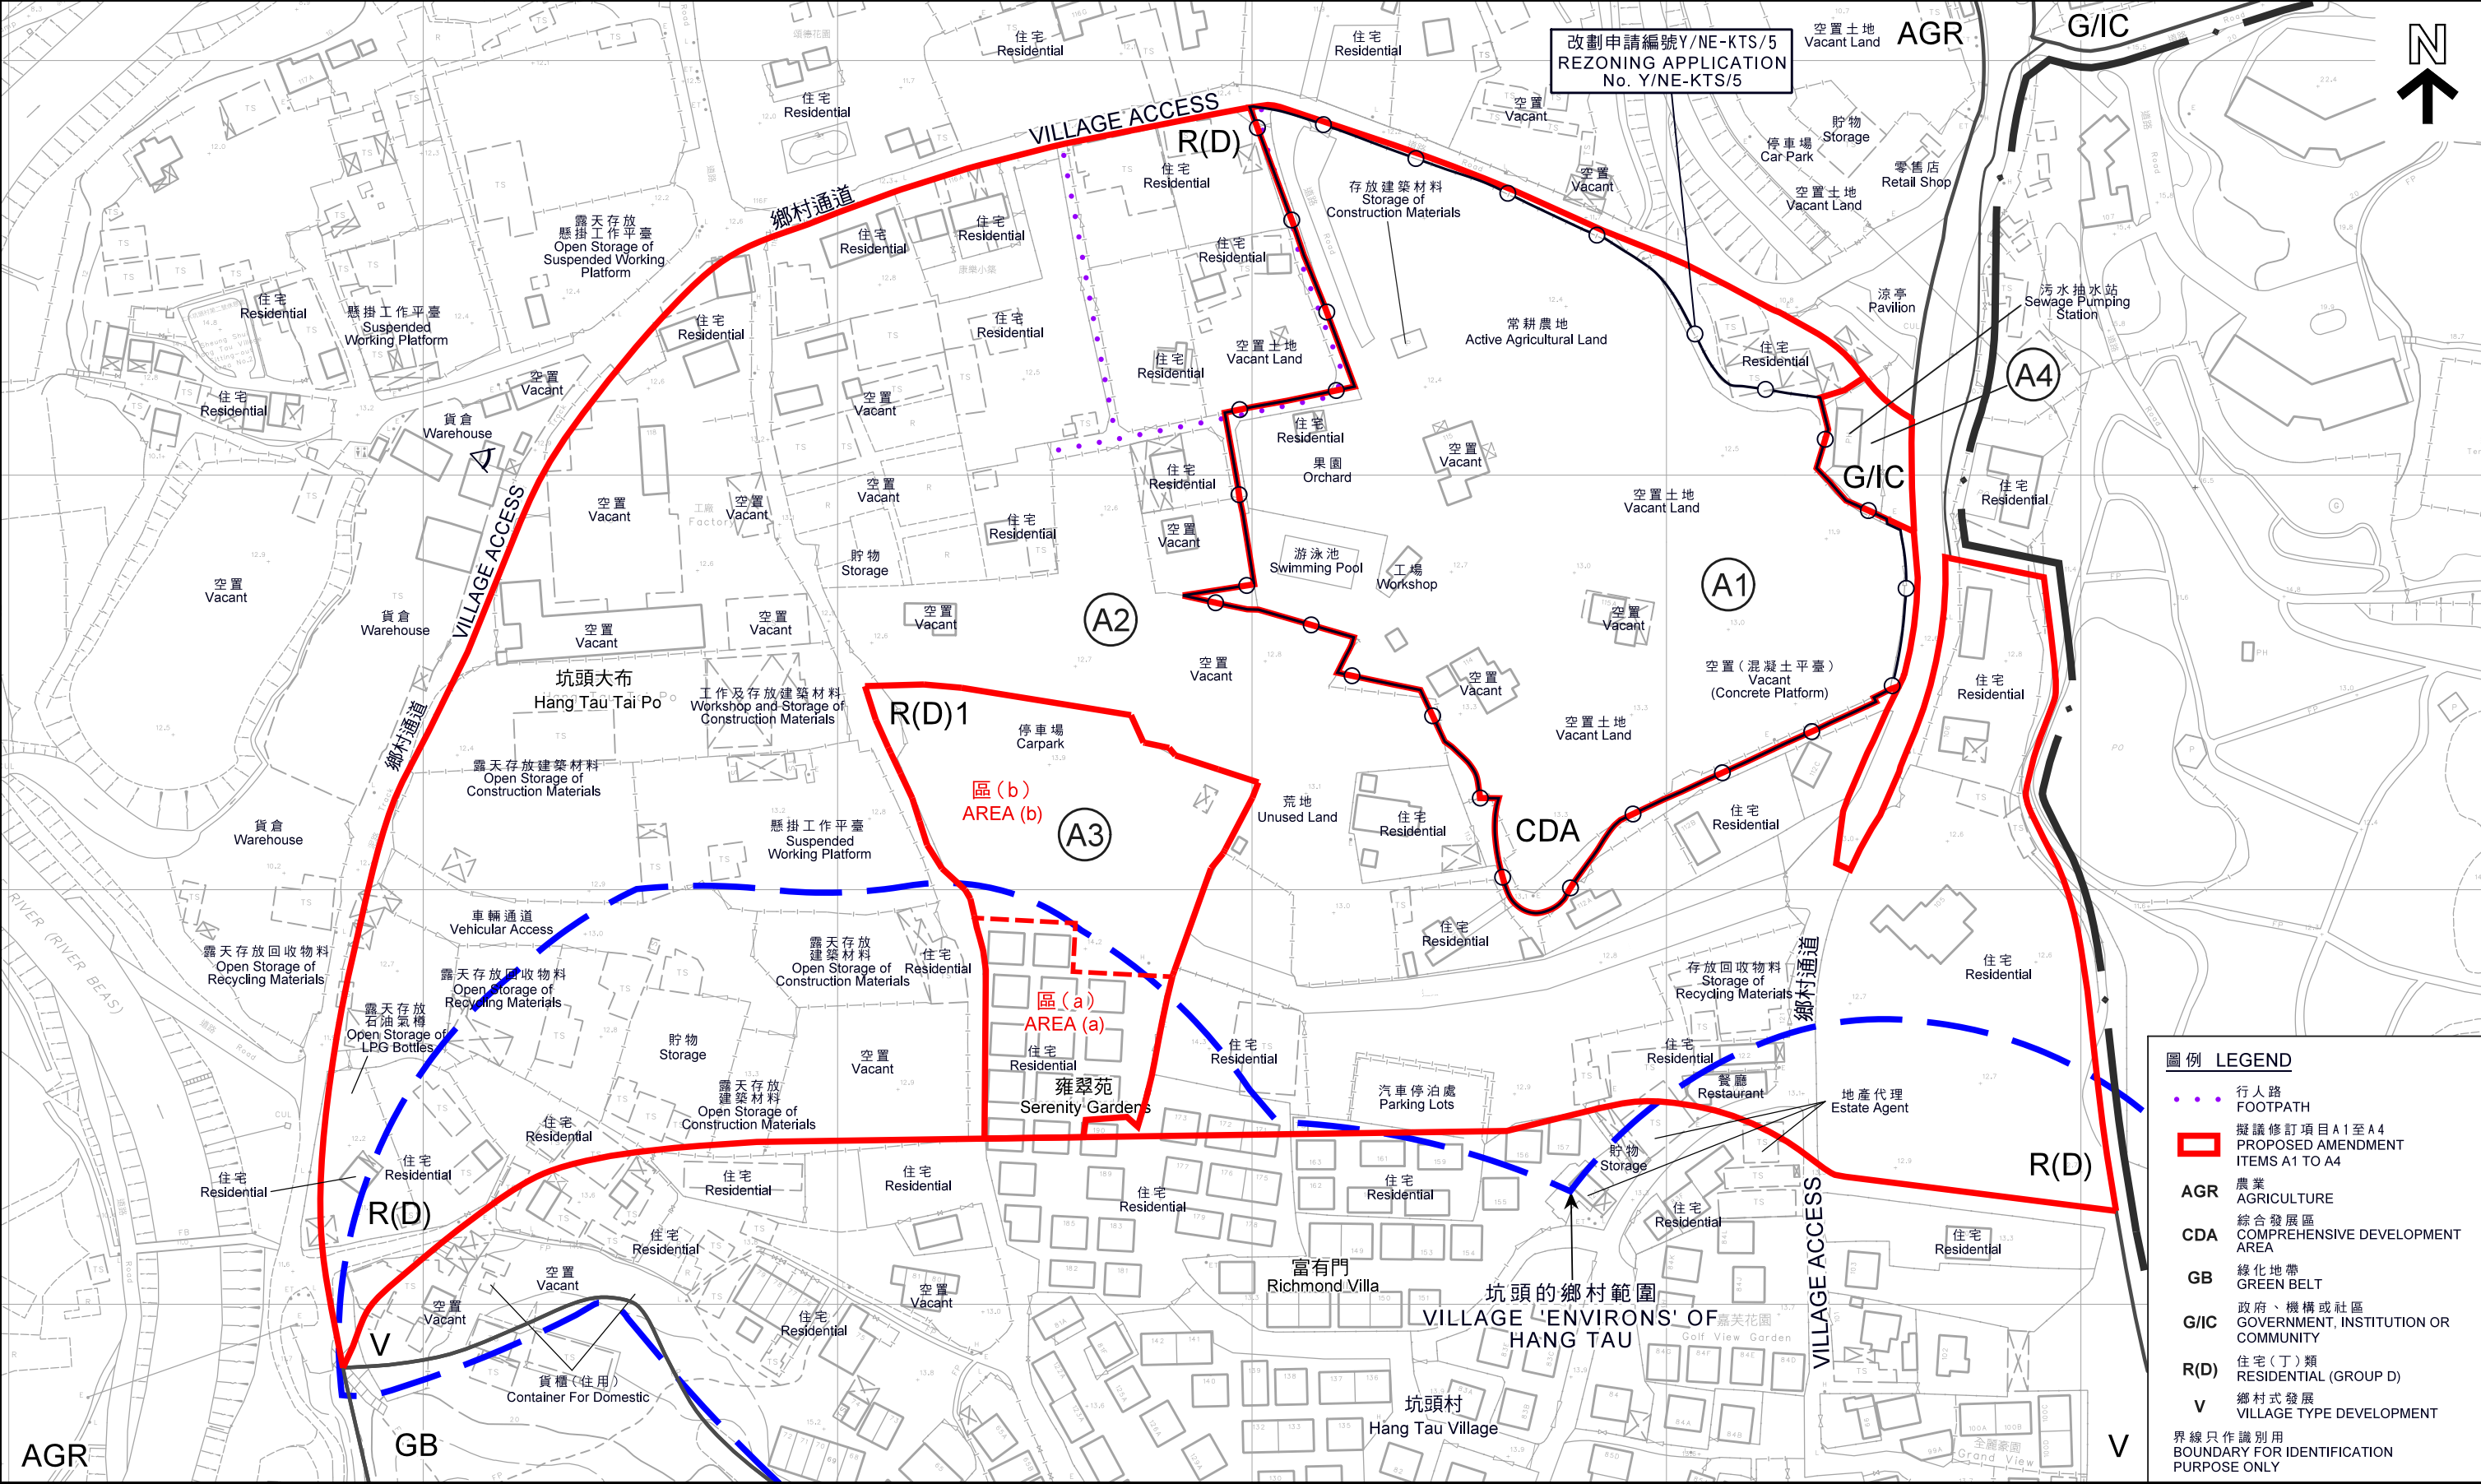 改劃申請編號Y/NE-KTS/5
REZONING APPLICATION
No. Y/NE-KTS/5
空置土地
Vacant Land
AGR
G/IC
N
住宅
Residential
住宅
Residential
頌德花園
住宅
Residential
VILLAGE ACCESS
R(D)
住宅
Residential
空置
Vacant
貯物
Storage
停車場
Car Park
零售店
Retail Shop
空置
Vacant
空置土地
Vacant Land
存放建築材料
Storage of
Construction Materials
鄉村通道
露天存放
懸掛工作平臺
Open Storage of
Suspended Working
Platform
住宅
Residential
住宅
Residential
康樂小築
住宅
Residential
住宅
Residential
懸掛工作平臺
Suspended
Working Platform
住宅
Residential
住宅
Residential
常耕農地
Active Agricultural Land
涼亭
Pavilion
污水抽水站
Sewage Pumping
Station
空置土地
Vacant Land
住宅
Residential
住宅
Residential
A4
空置
Vacant
住宅
Residential
空置
Vacant
貨倉
Warehouse
住宅
Residential
果園
Orchard
空置
Vacant
住宅
Residential
G/IC
住宅
Residential
空置
Vacant
工廠
Factory
空置
Vacant
空置
Vacant
住宅
Residential
空置
Vacant
空置土地
Vacant Land
VILLAGE ACCESS
貯物
Storage
游泳池
Swimming Pool
工場
Workshop
A1
空置
Vacant
貨倉
Warehouse
空置
Vacant
空置
Vacant
空置
Vacant
A2
空置
Vacant
坑頭大布
Hang Tau Tai Po
工作及存放建築材料
Workshop and Storage of
Construction Materials
空置
Vacant
空置
Vacant
空置(混凝土平臺)
Vacant
(Concrete Platform)
住宅
Residential
鄉村通道
R(D)1
停車場
Carpark
空置土地
Vacant Land
露天存放建築材料
Open Storage of
Construction Materials
區(b)
AREA (b)
A3
荒地
Unused Land
住宅
Residential
CDA
住宅
Residential
貨倉
Warehouse
懸掛工作平臺
Suspended
Working Platform
車輛通道
Vehicular Access
露天存放回收物料
Open Storage of
Recycling Materials
露天存放回收物料
Open Storage of
Recycling Materials
露天存放
建築材料
Open Storage of
Construction Materials
住宅
Residential
住宅
Residential
存放回收物料
Storage of
Recycling Materials
鄉村通道
住宅
Residential
RIVER (RIVER BEAS)
露天存放
石油氣樽
Open Storage of
LPG Bottles
貯物
Storage
空置
Vacant
區(a)
AREA (a)
住宅
Residential
雍翠苑
Serenity Gardens
住宅
Residential
汽車停泊處
Parking Lots
住宅
Residential
餐廳
Restaurant
地產代理
Estate Agent
露天存放
建築材料
Open Storage of
Construction Materials
住宅
Residential
住宅
Residential
住宅
Residential
R(D)
住宅
Residential
住宅
Residential
住宅
Residential
住宅
Residential
貯物
Storage
住宅
Residential
R(D)
VILLAGE ACCESS
住宅
Residential
住宅
Residential
空置
Vacant
空置
Vacant
住宅
Residential
空置
Vacant
富有門
Richmond Villa
坑頭的鄉村範圍
VILLAGE 'ENVIRONS' OF
HANG TAU
嘉芙花園
Golf View Garden
V
貨櫃(住用)
Container For Domestic
坑頭村
Hang Tau Village
全麗豪園
Grand View
AGR
GB
V
圖例 LEGEND
行人路
FOOTPATH
擬議修訂項目A1至A4
PROPOSED AMENDMENT
ITEMS A1 TO A4
AGR 農業
AGRICULTURE
CDA 綜合發展區
COMPREHENSIVE DEVELOPMENT
AREA
GB 綠化地帶
GREEN BELT
G/IC 政府、機構或社區
GOVERNMENT, INSTITUTION OR
COMMUNITY
R(D) 住宅(丁)類
RESIDENTIAL (GROUP D)
V 鄉村式發展
VILLAGE TYPE DEVELOPMENT
界線只作識別用
BOUNDARY FOR IDENTIFICATION
PURPOSE ONLY